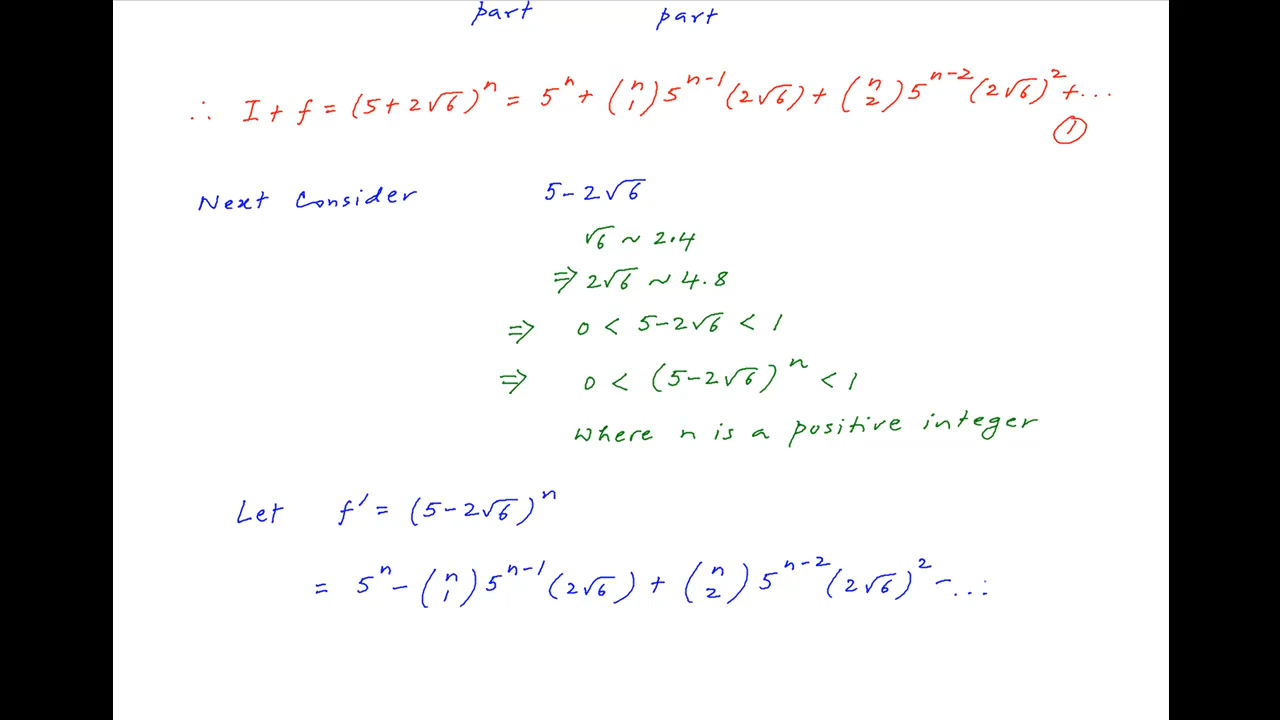 part part
∴ I + f = (5 + 2√6)^n = 5^n + (n 1) 5^(n-1) (2√6) + (n 2) 5^(n-2) (2√6)^2 + ...
①
Next Consider 5 - 2√6
√6 ~ 2.4
⇒ 2√6 ~ 4.8
⇒ 0 < 5 - 2√6 < 1
⇒ 0 < (5 - 2√6)^n < 1
where n is a positive integer
Let f' = (5 - 2√6)^n
= 5^n - (n 1) 5^(n-1) (2√6) + (n 2) 5^(n-2) (2√6)^2 - ...